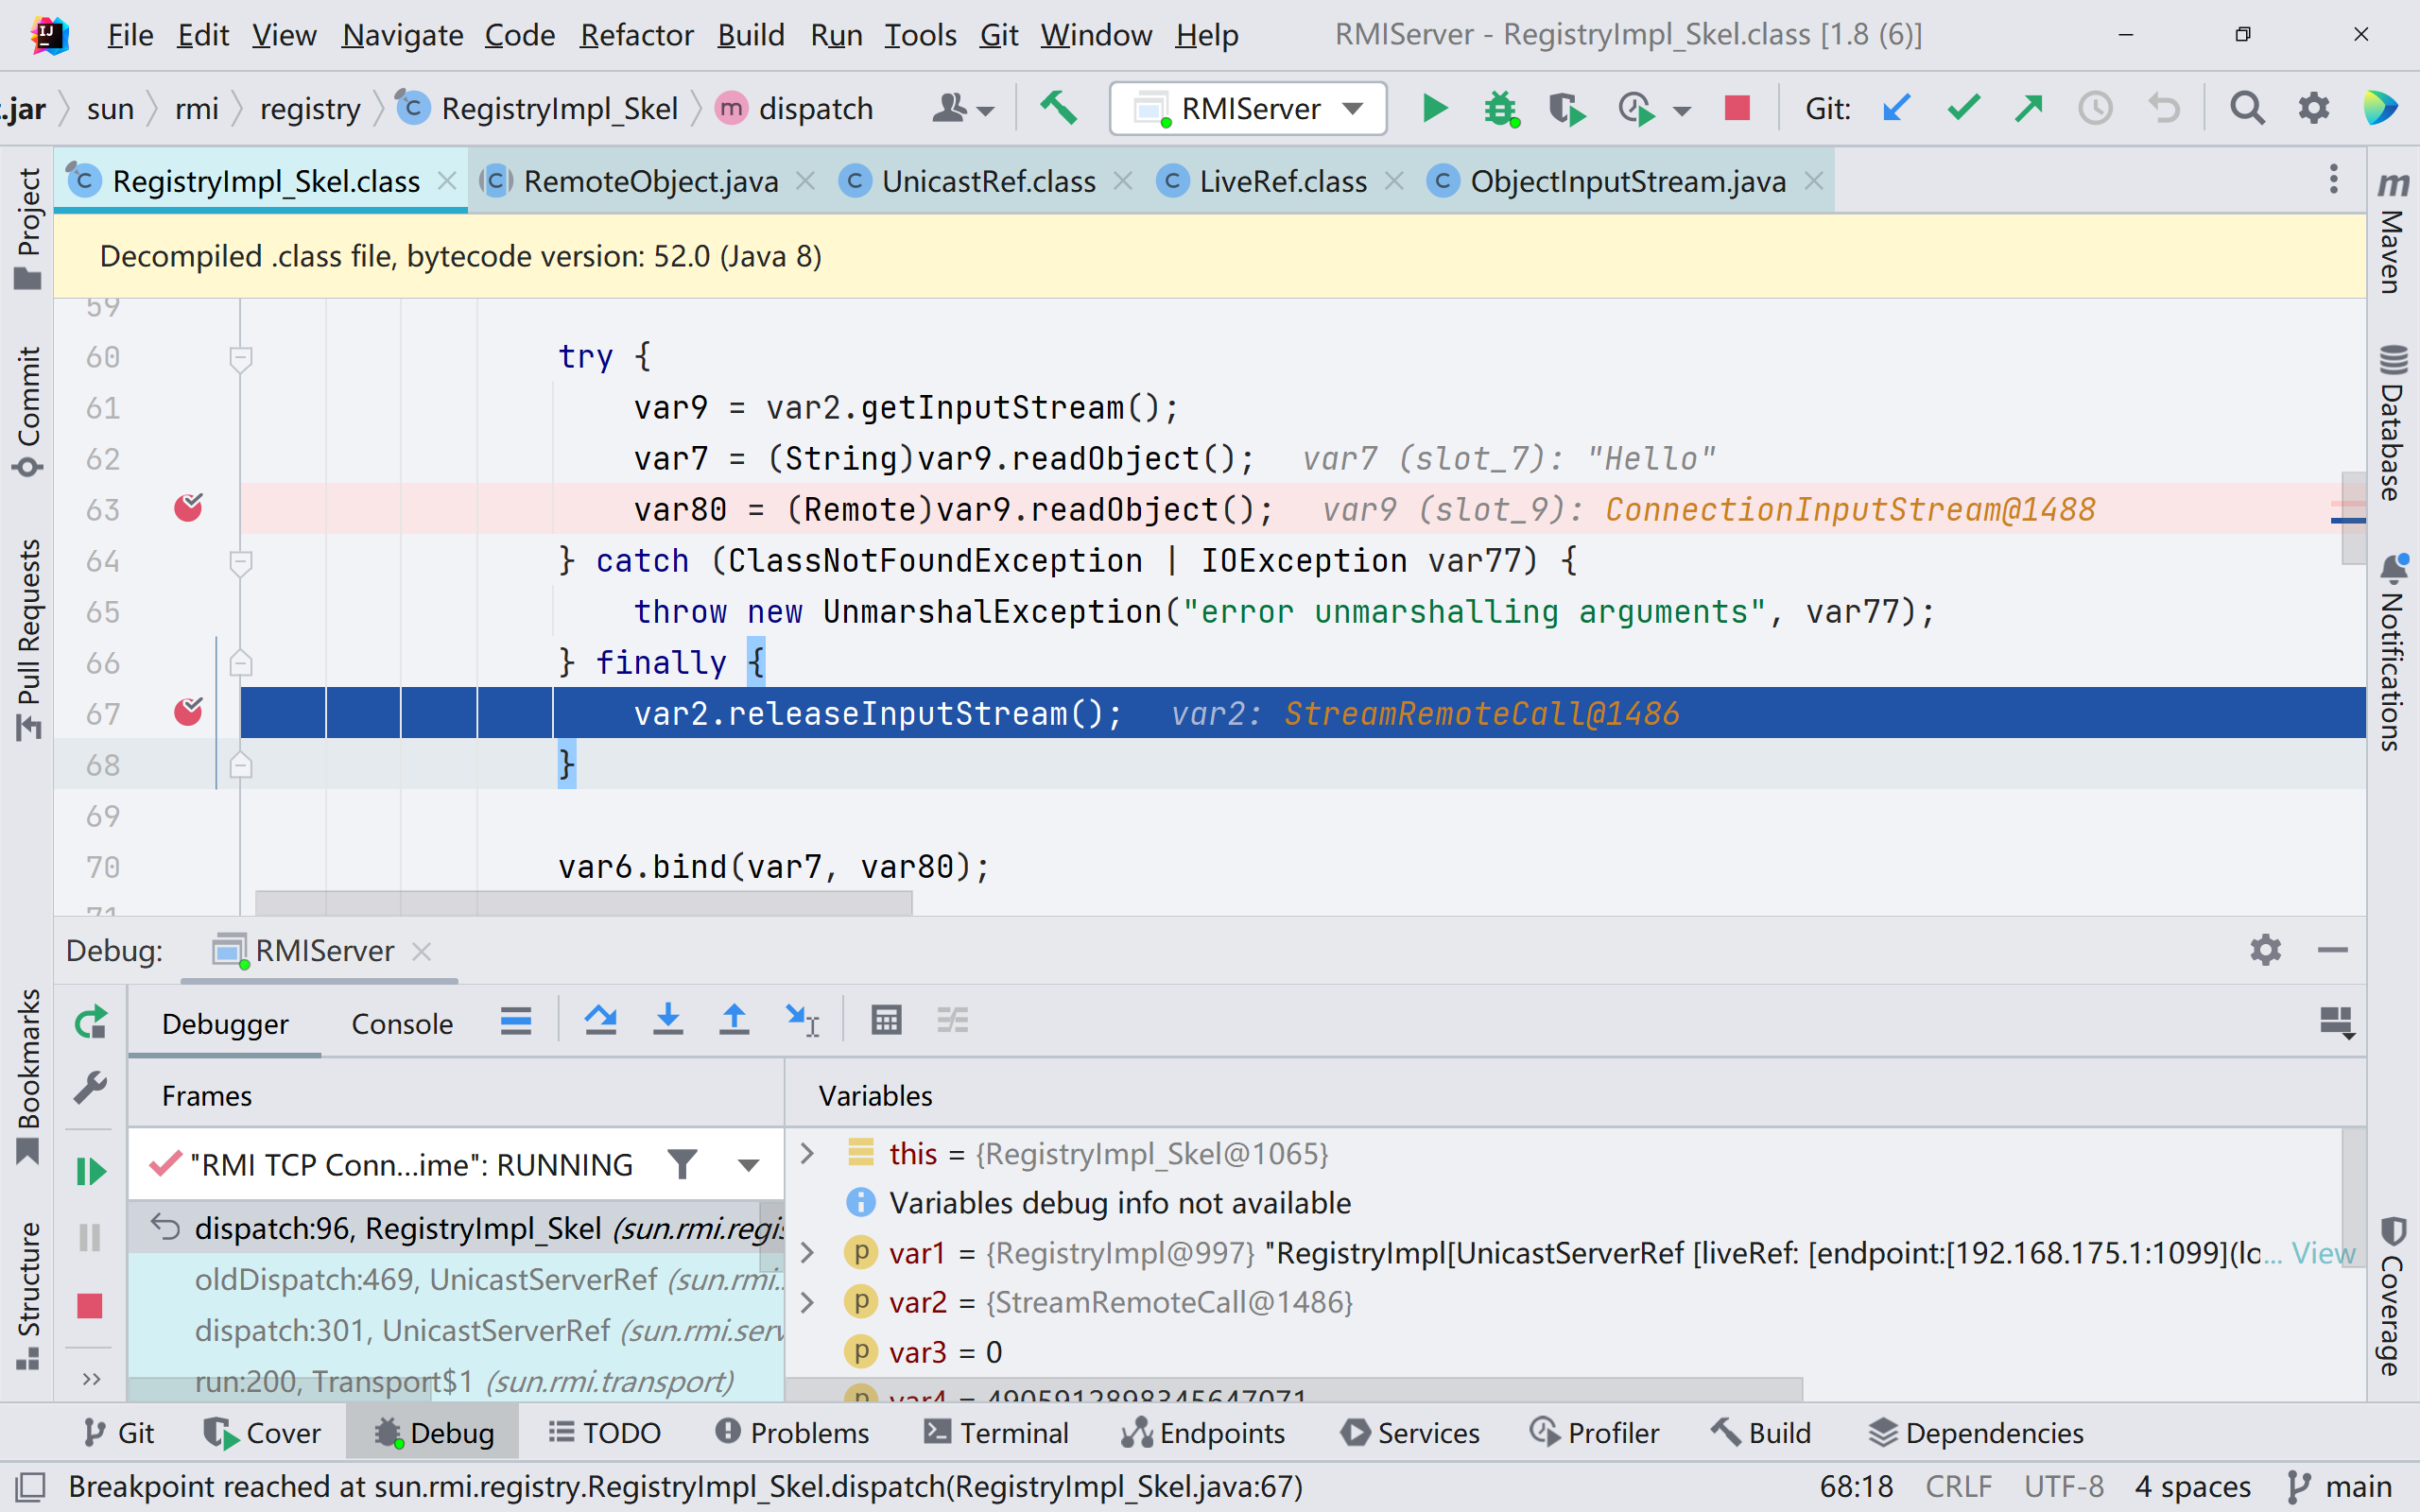 File Edit View Navigate Code Refactor Build Run Tools Git Window Help RMIServer - RegistryImpl_Skel.class [1.8 (6)]
.jar sun rmi registry RegistryImpl_Skel dispatch RMIServer Git:
RegistryImpl_Skel.class RemoteObject.java UnicastRef.class LiveRef.class ObjectInputStream.java
Decompiled .class file, bytecode version: 52.0 (Java 8)
59
60 try {
61 var9 = var2.getInputStream();
62 var7 = (String)var9.readObject(); var7 (slot_7): "Hello"
63 var80 = (Remote)var9.readObject(); var9 (slot_9): ConnectionInputStream@1488
64 } catch (ClassNotFoundException | IOException var77) {
65 throw new UnmarshalException("error unmarshalling arguments", var77);
66 } finally {
67 var2.releaseInputStream(); var2: StreamRemoteCall@1486
68 }
69
70 var6.bind(var7, var80);
71
Project
Commit
Pull Requests
Bookmarks
Structure
Maven
Database
Notifications
Coverage
Debug: RMIServer
Debugger Console
Frames
"RMI TCP Conn...ime": RUNNING
dispatch:96, RegistryImpl_Skel (sun.rmi.regis
oldDispatch:469, UnicastServerRef (sun.rmi..
dispatch:301, UnicastServerRef (sun.rmi.serv
run:200, Transport$1 (sun.rmi.transport)
Variables
this = {RegistryImpl_Skel@1065}
Variables debug info not available
var1 = {RegistryImpl@997} "RegistryImpl[UnicastServerRef [liveRef: [endpoint:[192.168.175.1:1099](lo... View
var2 = {StreamRemoteCall@1486}
var3 = 0
var4 = 4905912898345647071
Git Cover Debug TODO Problems Terminal Endpoints Services Profiler Build Dependencies
Breakpoint reached at sun.rmi.registry.RegistryImpl_Skel.dispatch(RegistryImpl_Skel.java:67) 68:18 CRLF UTF-8 4 spaces main